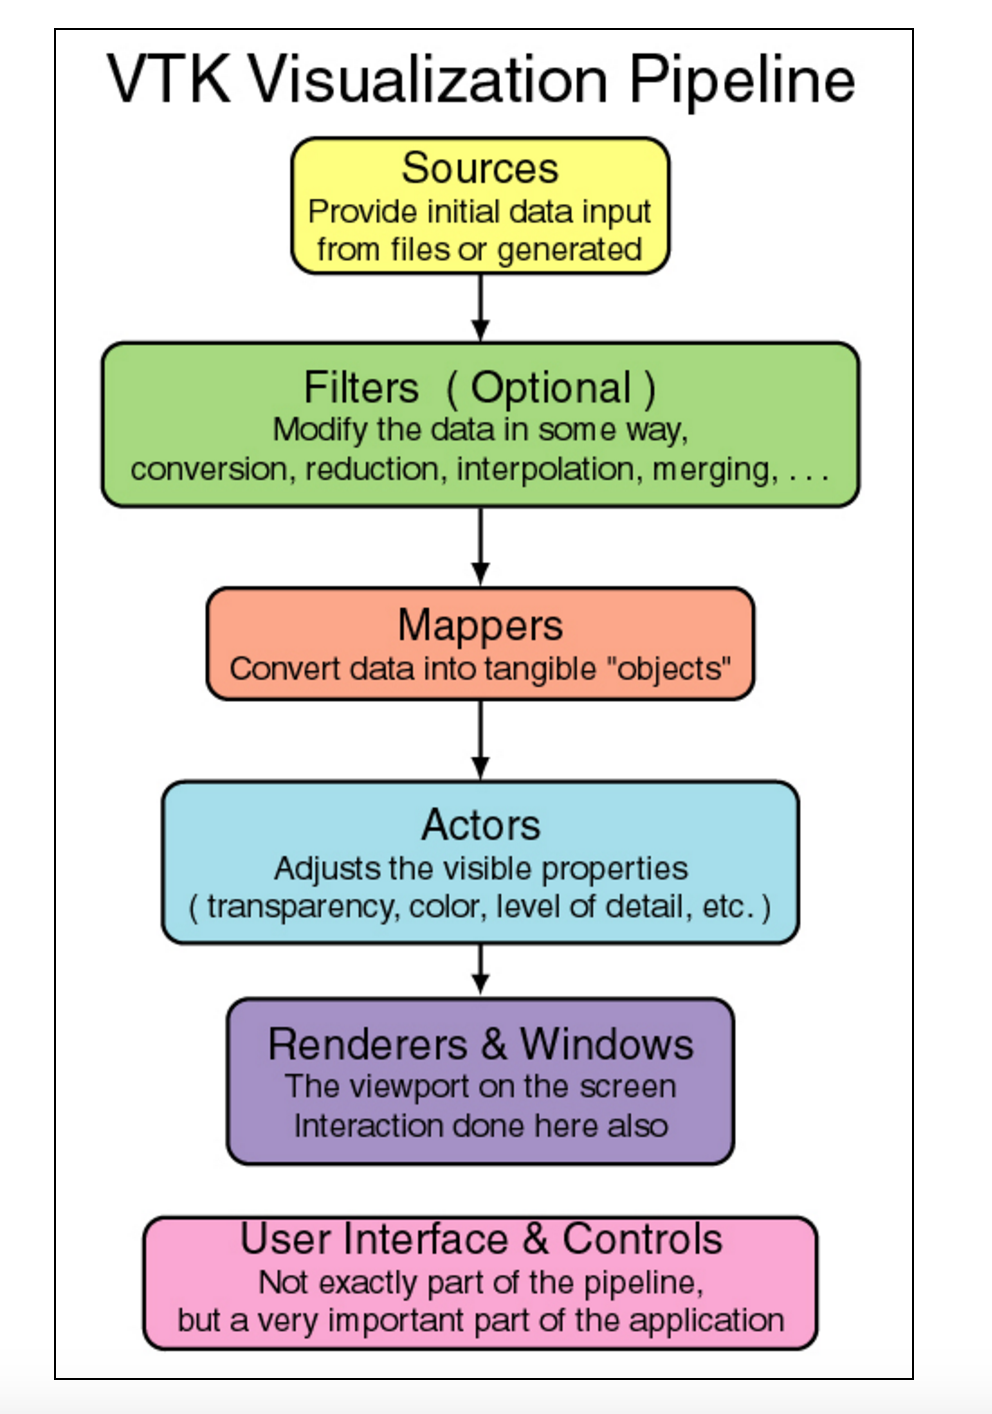 VTK Visualization Pipeline
Sources
Provide initial data input
from files or generated
Filters ( Optional )
Modify the data in some way,
conversion, reduction, interpolation, merging, . . .
Mappers
Convert data into tangible "objects"
Actors
Adjusts the visible properties
( transparency, color, level of detail, etc. )
Renderers & Windows
The viewport on the screen
Interaction done here also
User Interface & Controls
Not exactly part of the pipeline,
but a very important part of the application